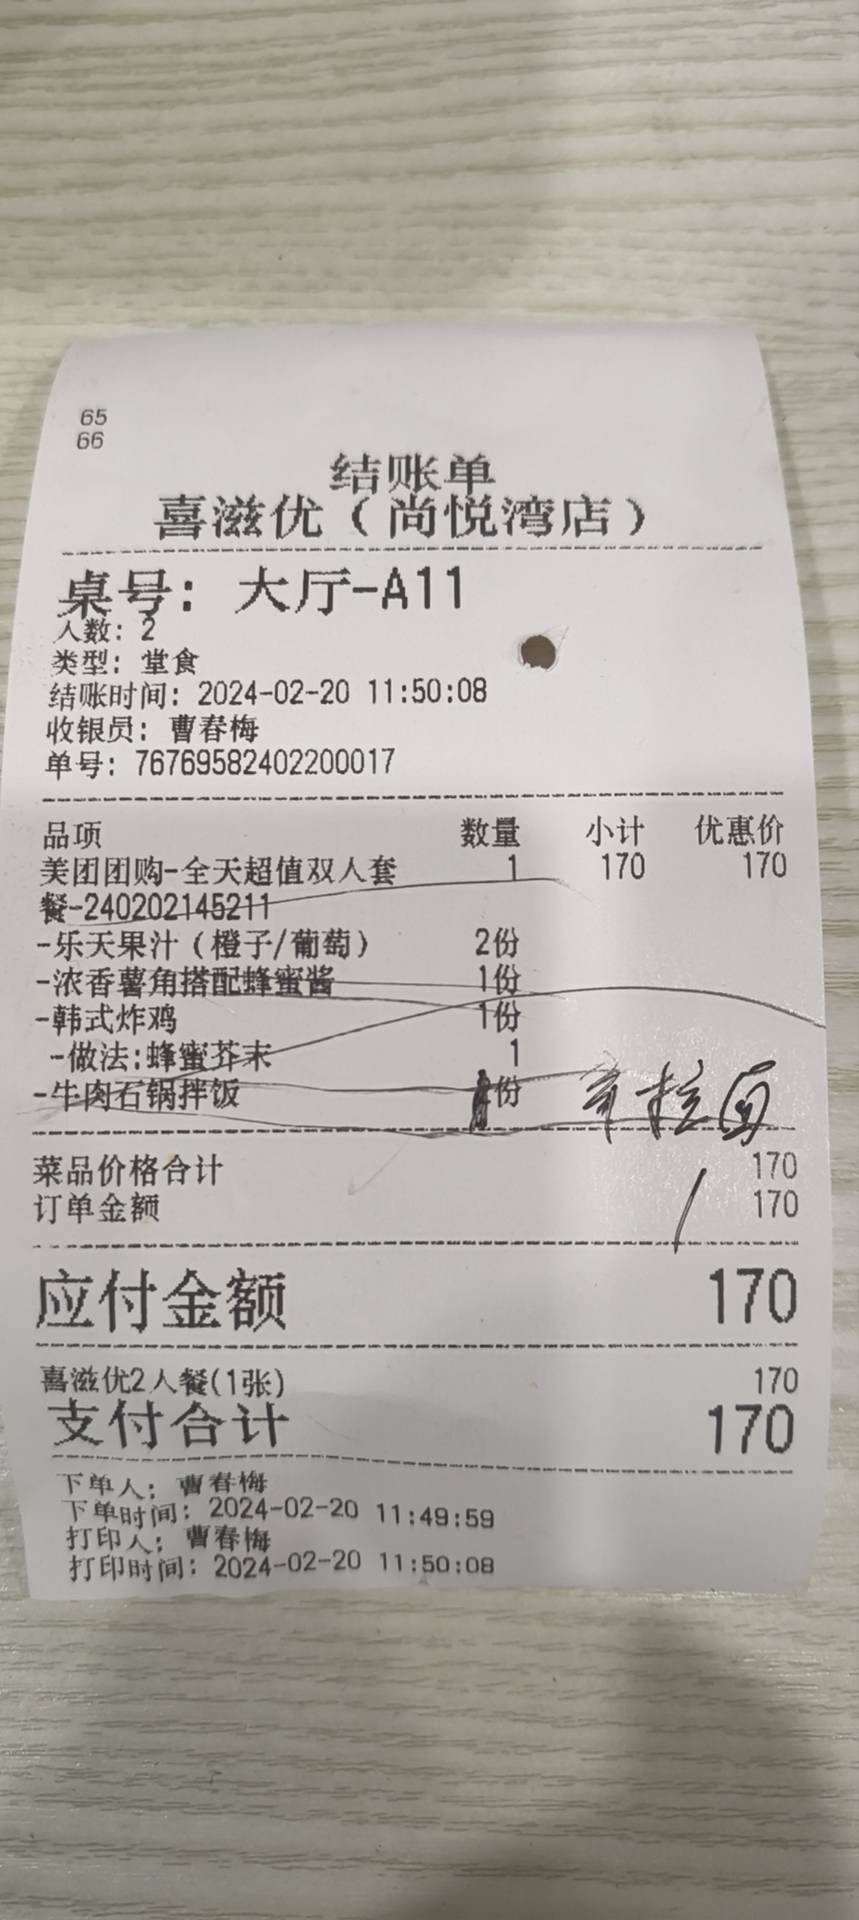 65
66
结账单
喜滋优（尚悦湾店）
桌号：大厅-A11
人数：2
类型：堂食
结账时间：2024-02-20 11:50:08
收银员：曹春梅
单号：76769582402200017
品项 数量 小计 优惠价
美团团购-全天超值双人套 1 170 170
餐-240202145211
-乐天果汁（橙子/葡萄） 2份
-浓香薯角搭配蜂蜜酱 1份
-韩式炸鸡 1份
-做法:蜂蜜芥末 1
-牛肉石锅拌饭 份 拉面
菜品价格合计 170
订单金额 170
应付金额 170
喜滋优2人餐(1张) 170
支付合计 170
下单人：曹春梅
下单时间：2024-02-20 11:49:59
打印人：曹春梅
打印时间：2024-02-20 11:50:08